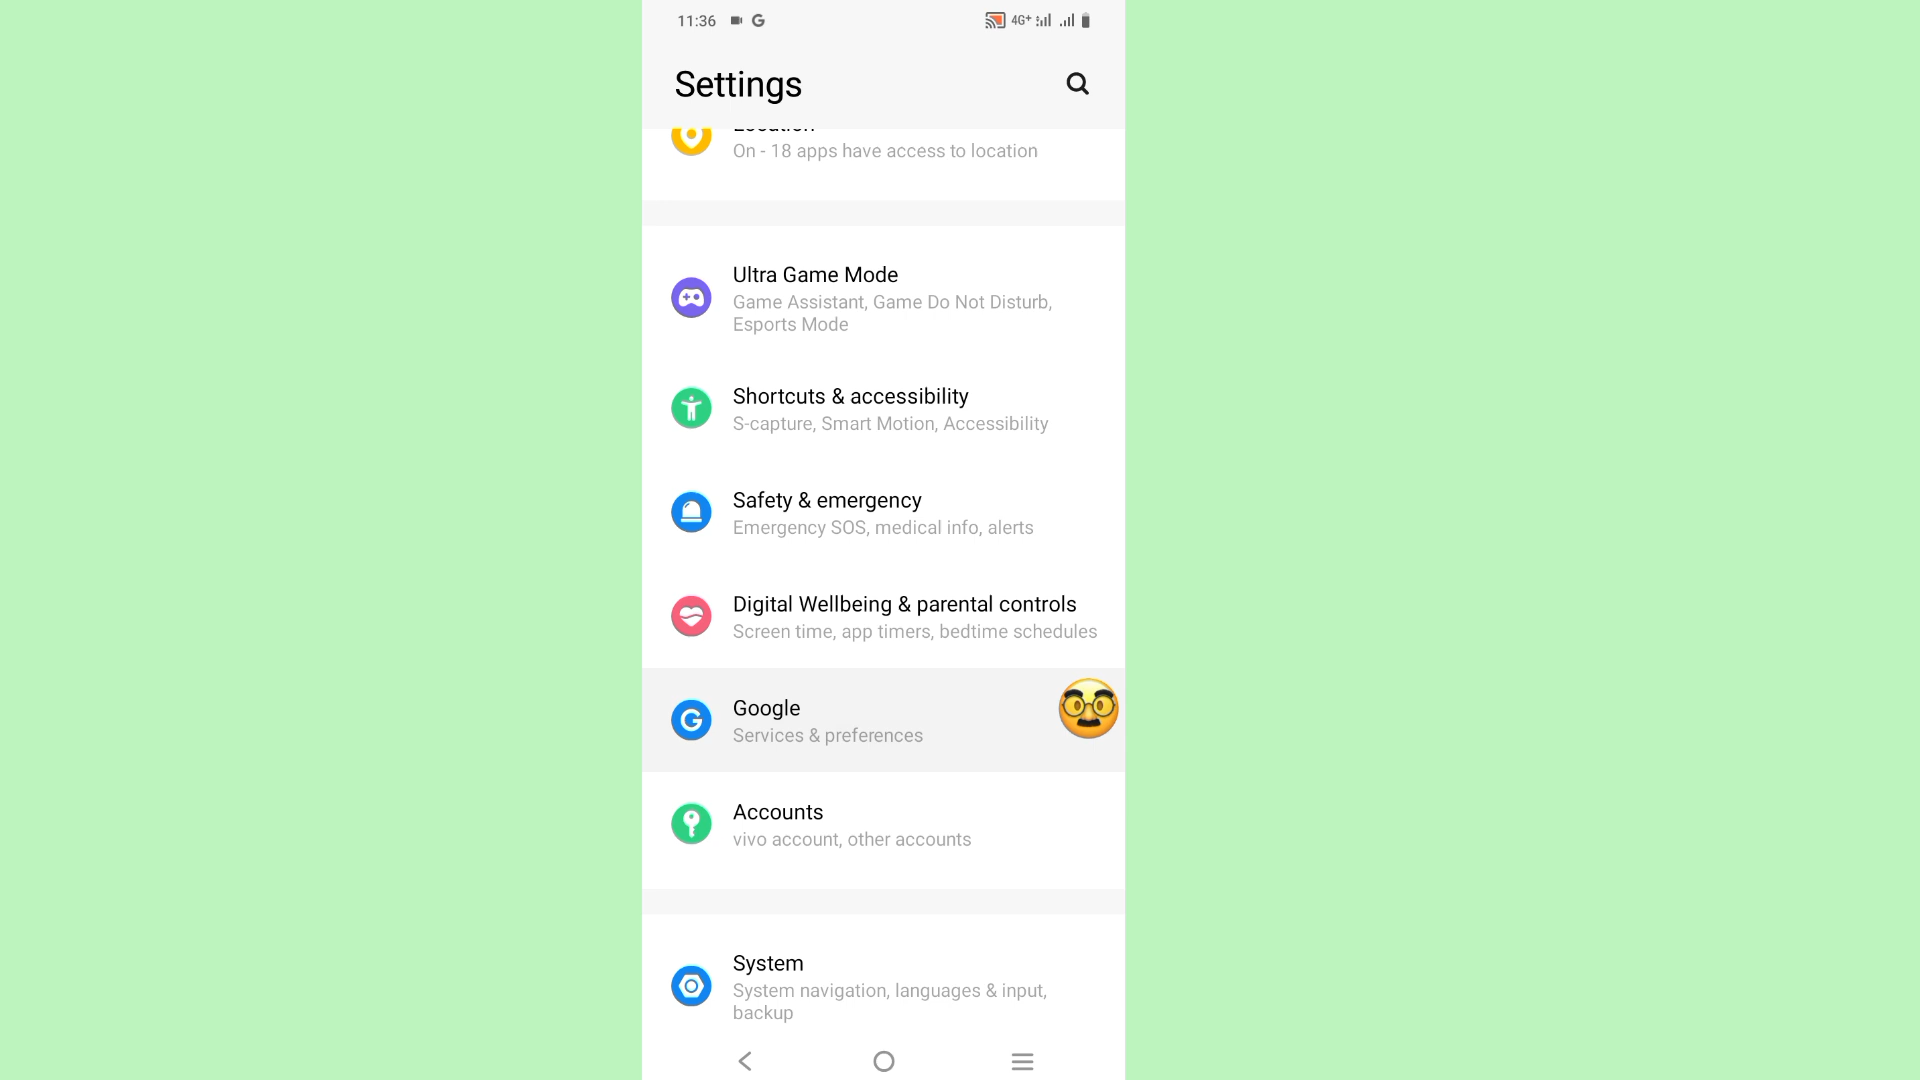 11:36
4G+
Settings
Location
On - 18 apps have access to location
Ultra Game Mode
Game Assistant, Game Do Not Disturb,
Esports Mode
Shortcuts & accessibility
S-capture, Smart Motion, Accessibility
Safety & emergency
Emergency SOS, medical info, alerts
Digital Wellbeing & parental controls
Screen time, app timers, bedtime schedules
Google
Services & preferences
Accounts
vivo account, other accounts
System
System navigation, languages & input,
backup